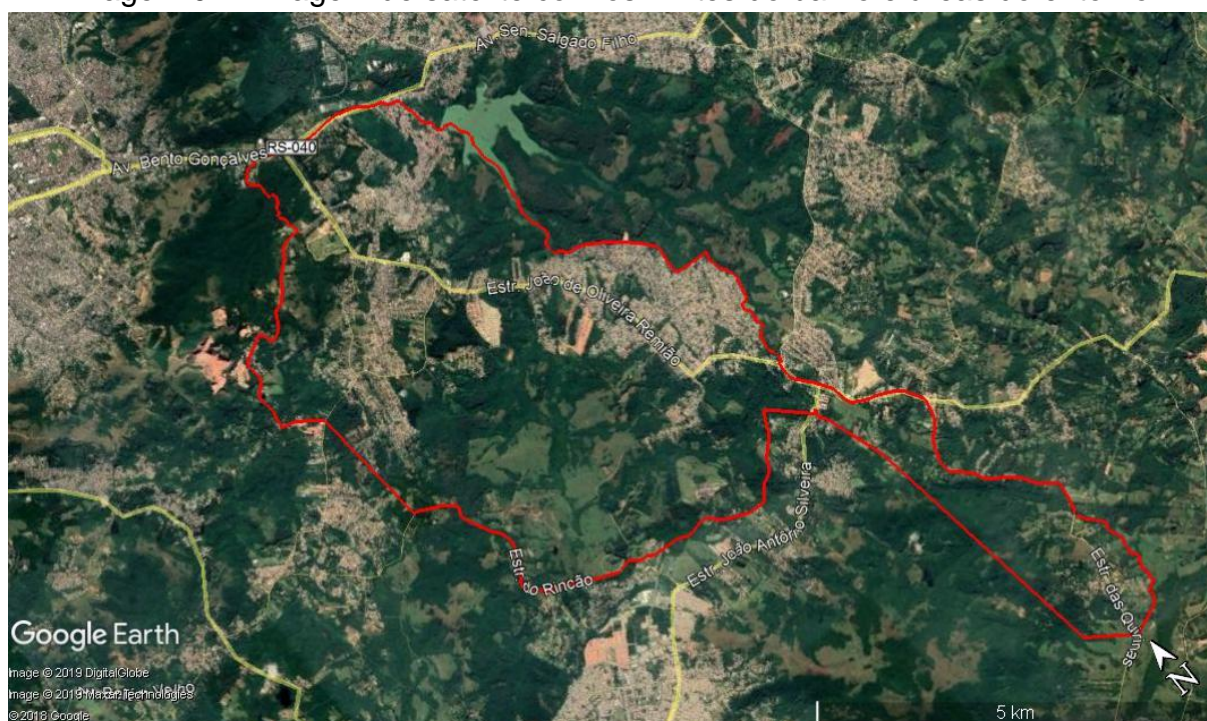 Av. Sen. Salgado Filho
Av. Bento Gonçalves
RS-040
Estr. João de Oliveira Remião
Estr. João Antônio Silveira
Estr. do Rincão
Estr. das Quirinas
Google Earth
Image © 2019 DigitalGlobe
Image © 2019 Maxar Technologies
© 2018 Google
N
5 km